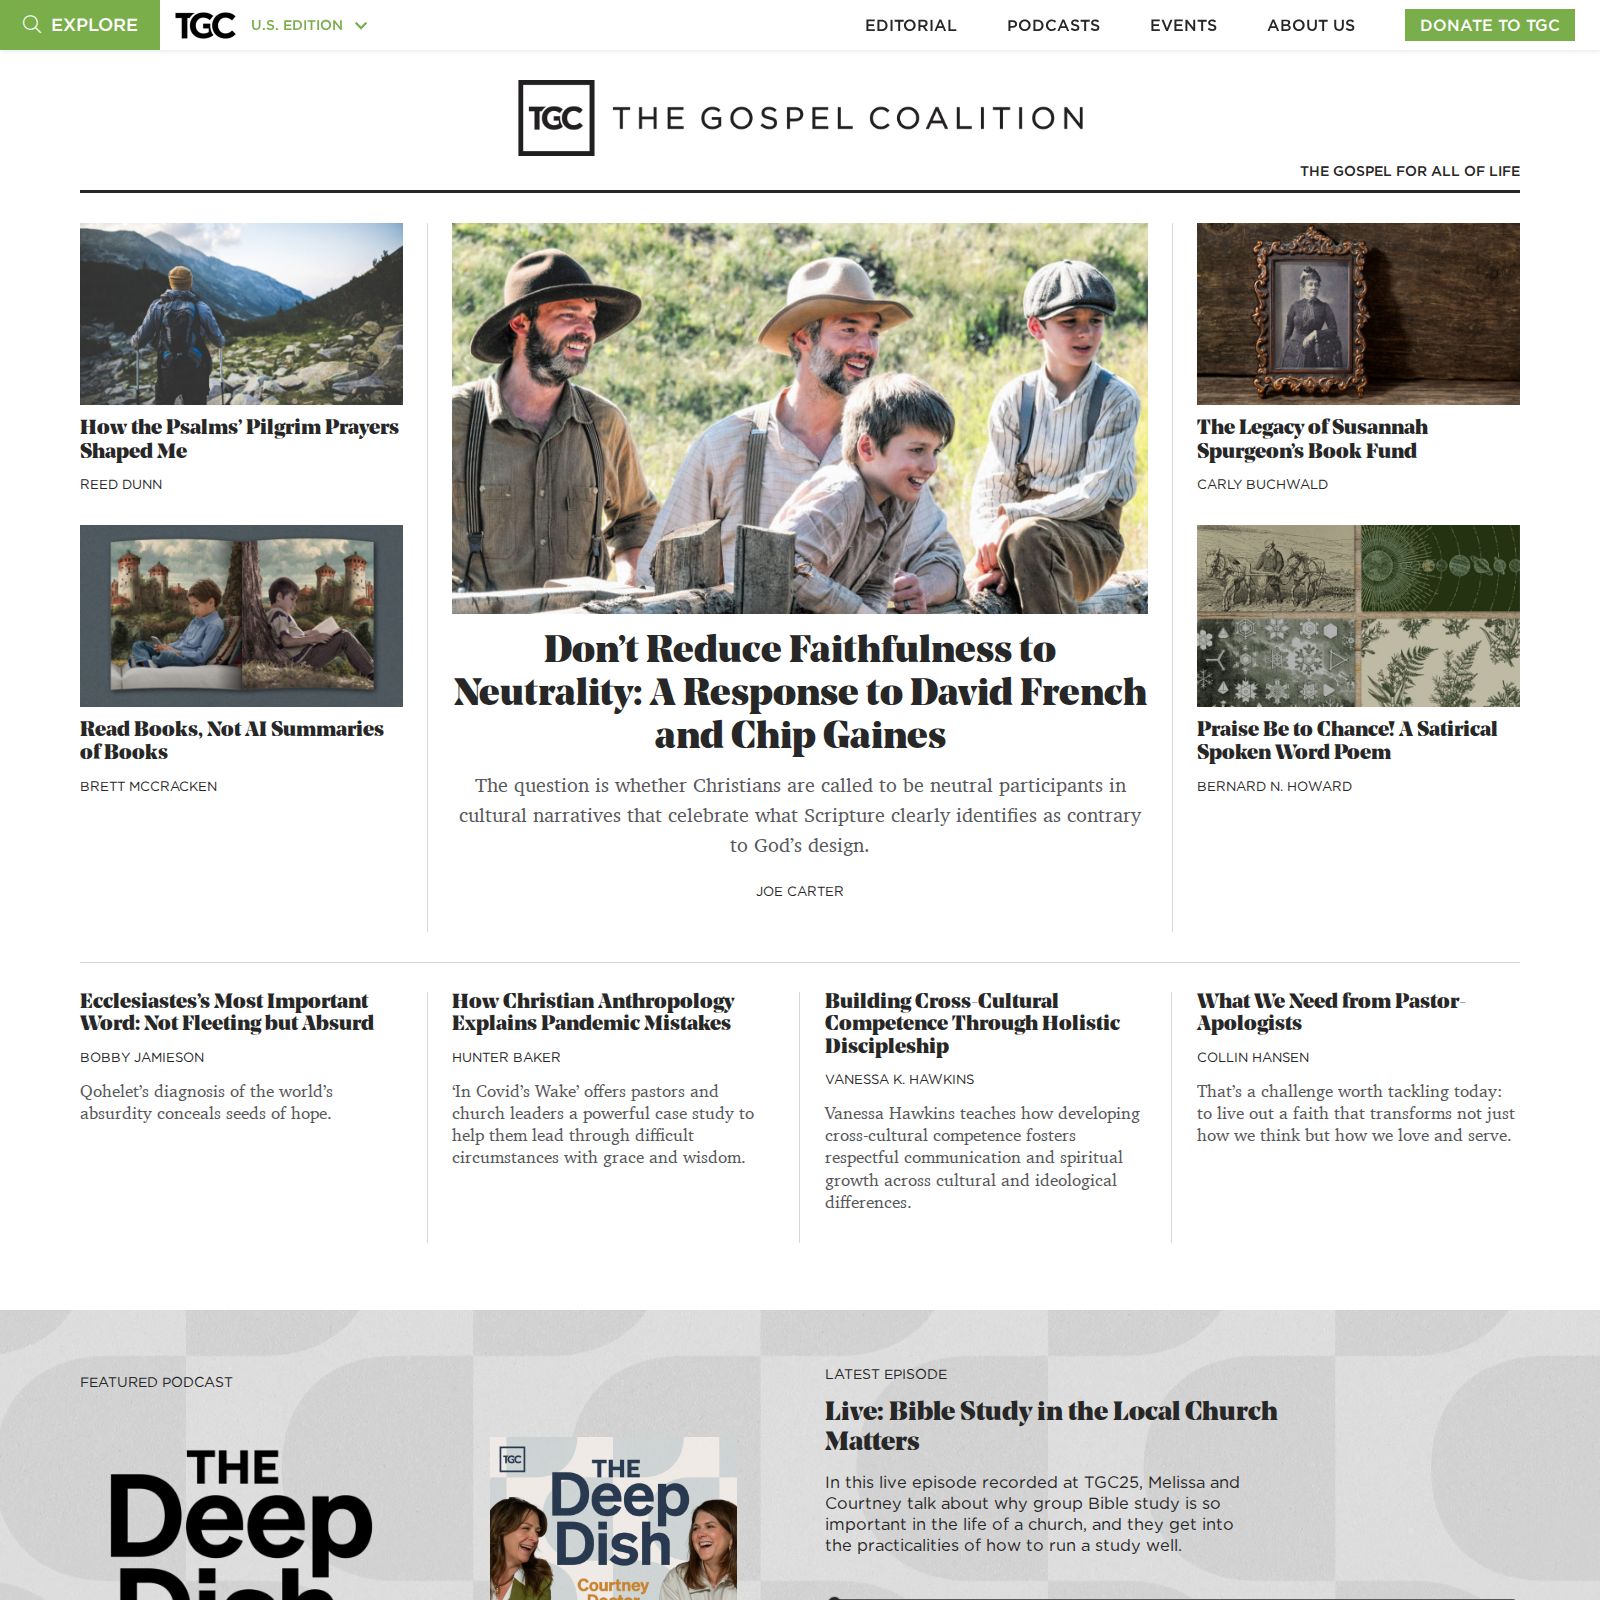 EXPLORE
TGC
U.S. EDITION
EDITORIAL
PODCASTS
EVENTS
ABOUT US
DONATE TO TGC
TGC THE GOSPEL COALITION
THE GOSPEL FOR ALL OF LIFE
How the Psalms’ Pilgrim Prayers
Shaped Me
REED DUNN
Read Books, Not AI Summaries
of Books
BRETT MCCRACKEN
Don’t Reduce Faithfulness to
Neutrality: A Response to David French
and Chip Gaines
The question is whether Christians are called to be neutral participants in
cultural narratives that celebrate what Scripture clearly identifies as contrary
to God’s design.
JOE CARTER
The Legacy of Susannah
Spurgeon’s Book Fund
CARLY BUCHWALD
Praise Be to Chance! A Satirical
Spoken Word Poem
BERNARD N. HOWARD
Ecclesiastes’s Most Important
Word: Not Fleeting but Absurd
BOBBY JAMIESON
Qohelet’s diagnosis of the world’s
absurdity conceals seeds of hope.
How Christian Anthropology
Explains Pandemic Mistakes
HUNTER BAKER
‘In Covid’s Wake’ offers pastors and
church leaders a powerful case study to
help them lead through difficult
circumstances with grace and wisdom.
Building Cross-Cultural
Competence Through Holistic
Discipleship
VANESSA K. HAWKINS
Vanessa Hawkins teaches how developing
cross-cultural competence fosters
respectful communication and spiritual
growth across cultural and ideological
differences.
What We Need from Pastor-
Apologists
COLLIN HANSEN
That’s a challenge worth tackling today:
to live out a faith that transforms not just
how we think but how we love and serve.
FEATURED PODCAST
THE
Deep
Dish
TGC
THE
Deep
Dish
Courtney
Doctor
LATEST EPISODE
Live: Bible Study in the Local Church
Matters
In this live episode recorded at TGC25, Melissa and
Courtney talk about why group Bible study is so
important in the life of a church, and they get into
the practicalities of how to run a study well.